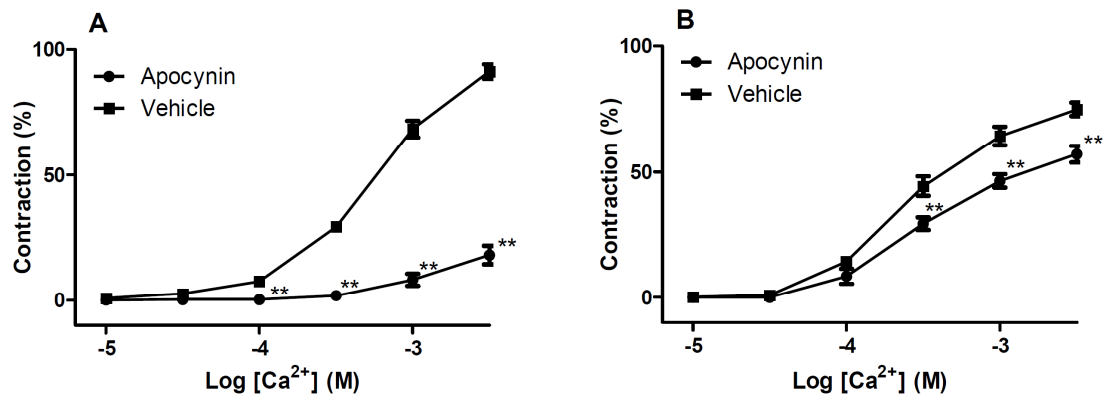 A
100
50
0
Contraction (%)
Apocynin
Vehicle
**
**
**
**
-5
-4
-3
Log [Ca²⁺] (M)
B
100
50
0
Contraction (%)
Apocynin
Vehicle
**
**
**
-5
-4
-3
Log [Ca²⁺] (M)